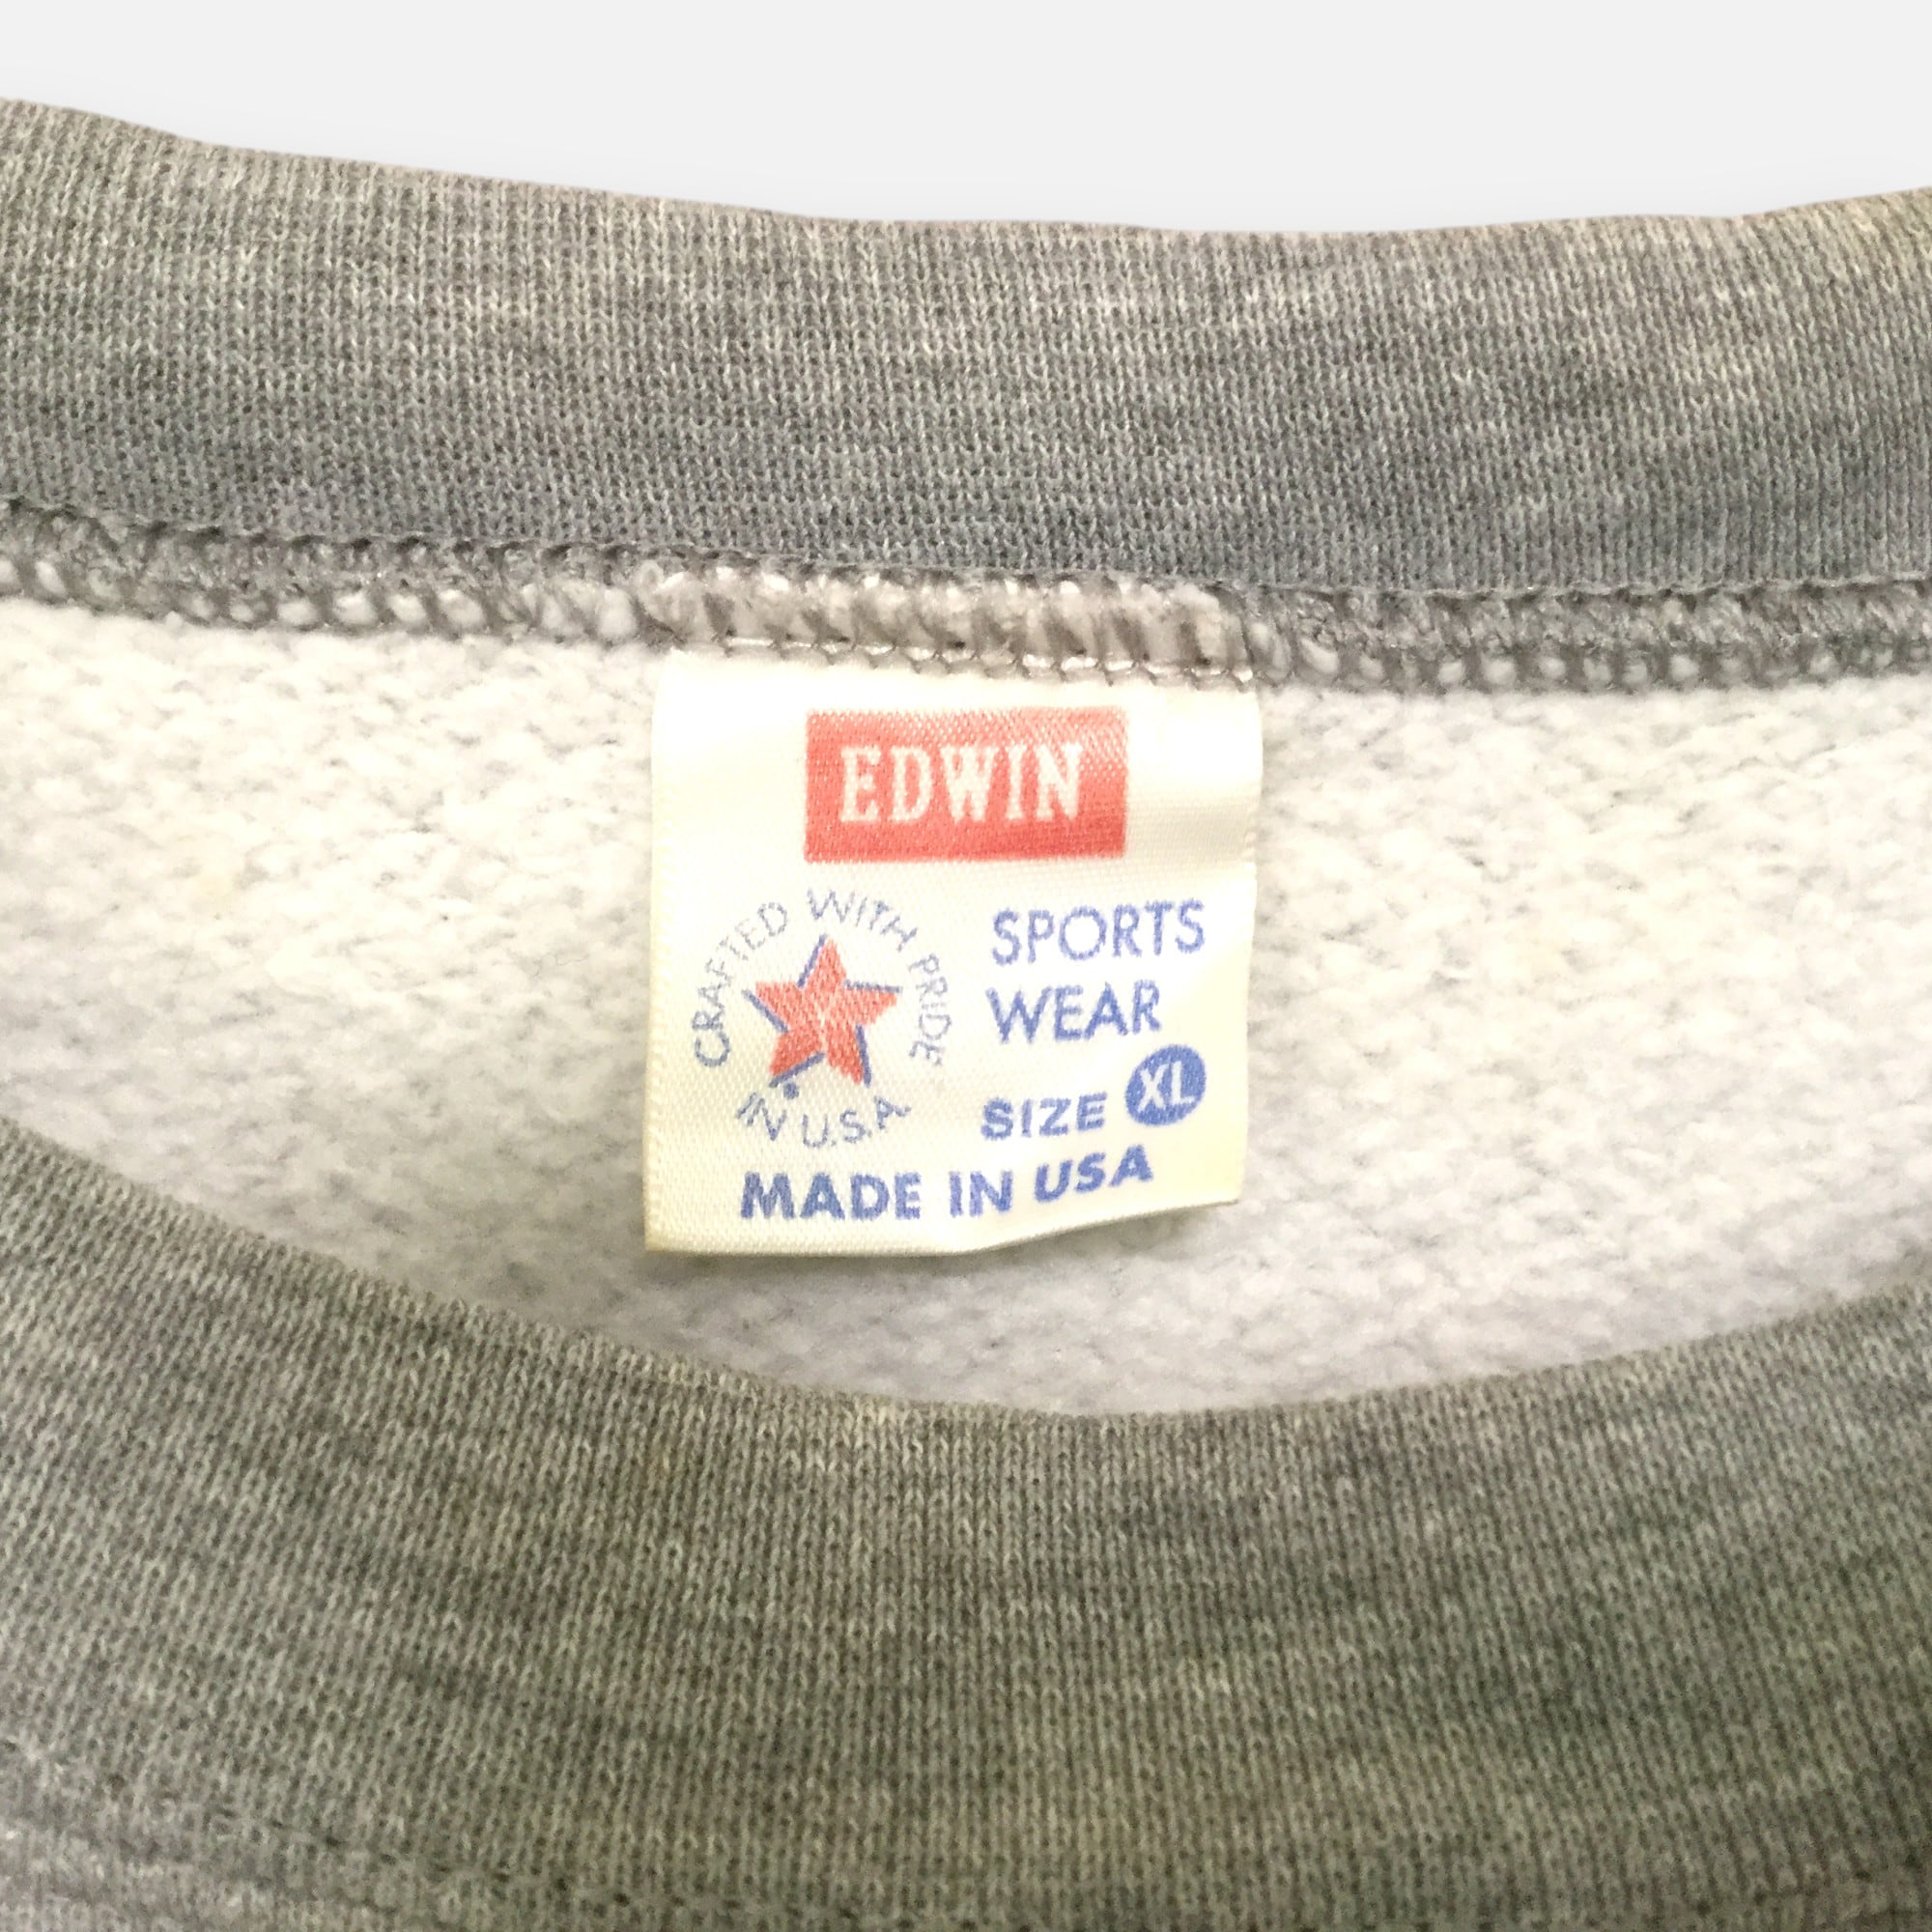 EDWIN
CRAFTED WITH PRIDE
IN U.S.A
SPORTS
WEAR
SIZE XL
MADE IN USA